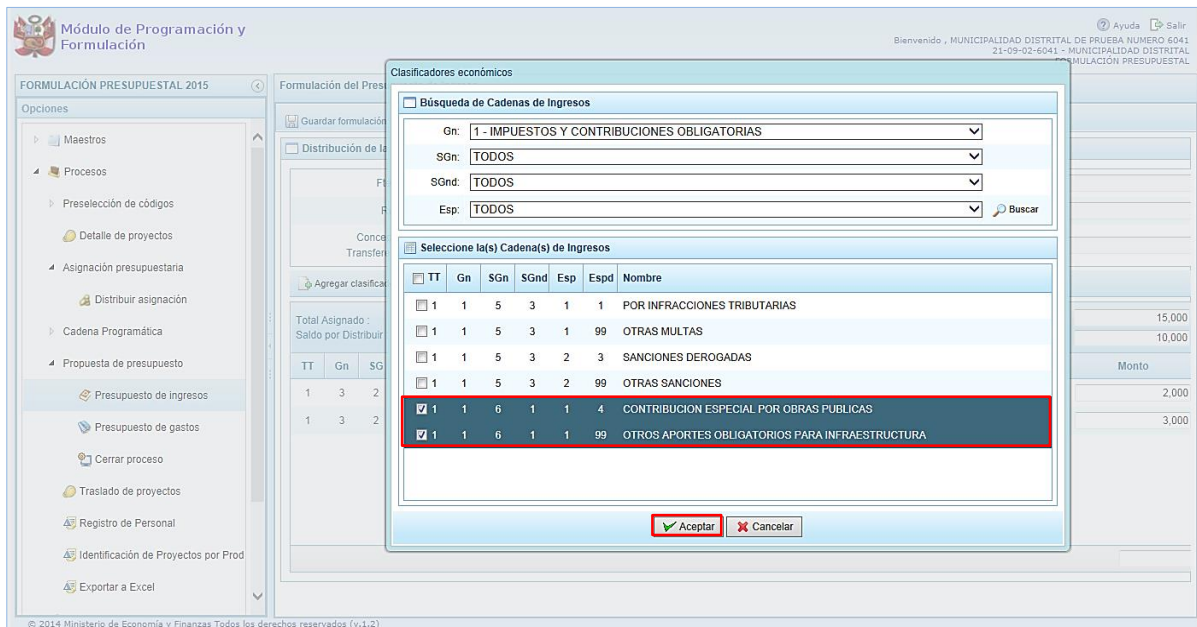 Módulo de Programación y
Formulación
Ayuda Salir
Bienvenido , MUNICIPALIDAD DISTRITAL DE PRUEBA NUMERO 6041
21-09-02-6041 - MUNICIPALIDAD DISTRITAL
FORMULACIÓN PRESUPUESTAL
FORMULACIÓN PRESUPUESTAL 2015
Opciones
Maestros
Procesos
Preselección de códigos
Detalle de proyectos
Asignación presupuestaria
Distribuir asignación
Cadena Programática
Propuesta de presupuesto
Presupuesto de ingresos
Presupuesto de gastos
Cerrar proceso
Traslado de proyectos
Registro de Personal
Identificación de Proyectos por Prod
Exportar a Excel
Formulación del Pres
Guardar formulación
Distribución de la
Ft
Conce
Transfer
Agregar clasifica
Total Asignado :
15,000
Saldo por Distribuir
10,000
TT Gn SG Monto
1 3 2 2,000
1 3 2 3,000
Clasificadores económicos
Búsqueda de Cadenas de Ingresos
Gn: 1 - IMPUESTOS Y CONTRIBUCIONES OBLIGATORIAS
SGn: TODOS
SGnd: TODOS
Esp: TODOS Buscar
Seleccione la(s) Cadena(s) de Ingresos
TT Gn SGn SGnd Esp Espd Nombre
1 1 5 3 1 1 POR INFRACCIONES TRIBUTARIAS
1 1 5 3 1 99 OTRAS MULTAS
1 1 5 3 2 3 SANCIONES DEROGADAS
1 1 5 3 2 99 OTRAS SANCIONES
1 1 6 1 1 4 CONTRIBUCION ESPECIAL POR OBRAS PUBLICAS
1 1 6 1 1 99 OTROS APORTES OBLIGATORIOS PARA INFRAESTRUCTURA
Aceptar Cancelar
© 2014 Ministerio de Economía y Finanzas Todos los derechos reservados (v.1.2)